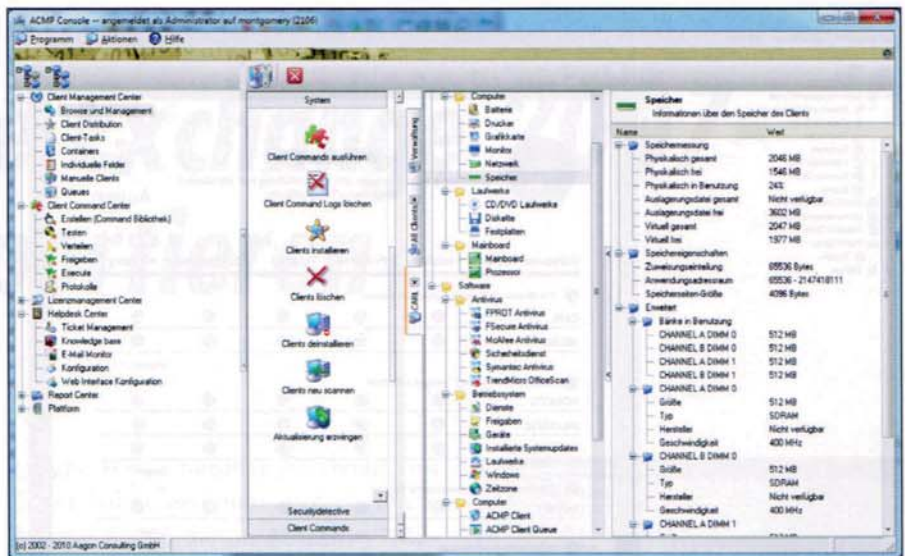 ACMP Console -- angemeldet als Administrator auf montgomery (2106)
Programm Aktionen Hilfe
Client Management Center
Browse und Management
Client Distribution
Client-Tasks
Containers
Individuelle Felder
Manuelle Clients
Queues
Client Command Center
Erstellen (Command Bibliothek)
Testen
Verteilen
Freigeben
Execute
Protokolle
Lizenzmanagement Center
Helpdesk Center
Ticket Management
Knowledge base
E-Mail Monitor
Konfiguration
Web Interface Konfiguration
Report Center
Plattform
System
Client Commands ausführen
Client Command Logs löschen
Clients installieren
Clients löschen
Clients deinstallieren
Clients neu scannen
Aktualisierung erzwingen
Securitydetective
Client Commands
Verwaltung
All Clients
CARL
Computer
Batterie
Drucker
Grafikkarte
Monitor
Netzwerk
Speicher
Laufwerke
CD/DVD Laufwerke
Diskette
Festplatten
Mainboard
Mainboard
Prozessor
Software
Antivirus
FPROT Antivirus
FSecure Antivirus
McAfee Antivirus
Sicherheitsdienst
Symantec Antivirus
TrendMicro OfficeScan
Betriebssystem
Dienste
Freigaben
Geräte
Installierte Systemupdates
Laufwerke
Windows
Zeitzone
Computer
ACMP Client
ACMP Client Queue
Speicher
Informationen über den Speicher des Clients
Name Wert
Speichermessung
Physikalisch gesamt 2046 MB
Physikalisch frei 1546 MB
Physikalisch in Benutzung 24%
Auslagerungsdatei gesamt Nicht verfügbar
Auslagerungsdatei frei 3602 MB
Virtuell gesamt 2047 MB
Virtuell frei 1977 MB
Speichereigenschaften
Zuweisungseinteilung 65536 Bytes
Anwendungsadressraum 65536 - 2147418111
Speicherseiten-Größe 4096 Bytes
Erweitert
Bänke in Benutzung
CHANNEL A DIMM 0 512 MB
CHANNEL B DIMM 0 512 MB
CHANNEL A DIMM 1 512 MB
CHANNEL B DIMM 1 512 MB
CHANNEL A DIMM 0
Größe 512 MB
Typ SDRAM
Hersteller Nicht verfügbar
Geschwindigkeit 400 MHz
CHANNEL B DIMM 0
Größe 512 MB
Typ SDRAM
Hersteller Nicht verfügbar
Geschwindigkeit 400 MHz
CHANNEL A DIMM 1
(c) 2002 - 2010 Aagon Consulting GmbH